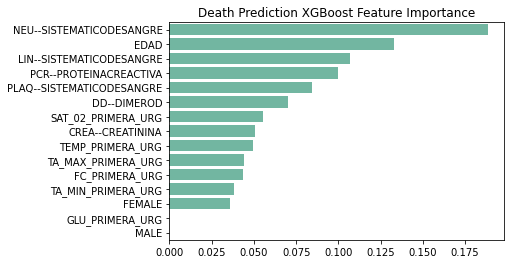 Death Prediction XGBoost Feature Importance
NEU--SISTEMATICODESANGRE
EDAD
LIN--SISTEMATICODESANGRE
PCR--PROTEINACREACTIVA
PLAQ--SISTEMATICODESANGRE
DD--DIMEROD
SAT_02_PRIMERA_URG
CREA--CREATININA
TEMP_PRIMERA_URG
TA_MAX_PRIMERA_URG
FC_PRIMERA_URG
TA_MIN_PRIMERA_URG
FEMALE
GLU_PRIMERA_URG
MALE
0.000 0.025 0.050 0.075 0.100 0.125 0.150 0.175